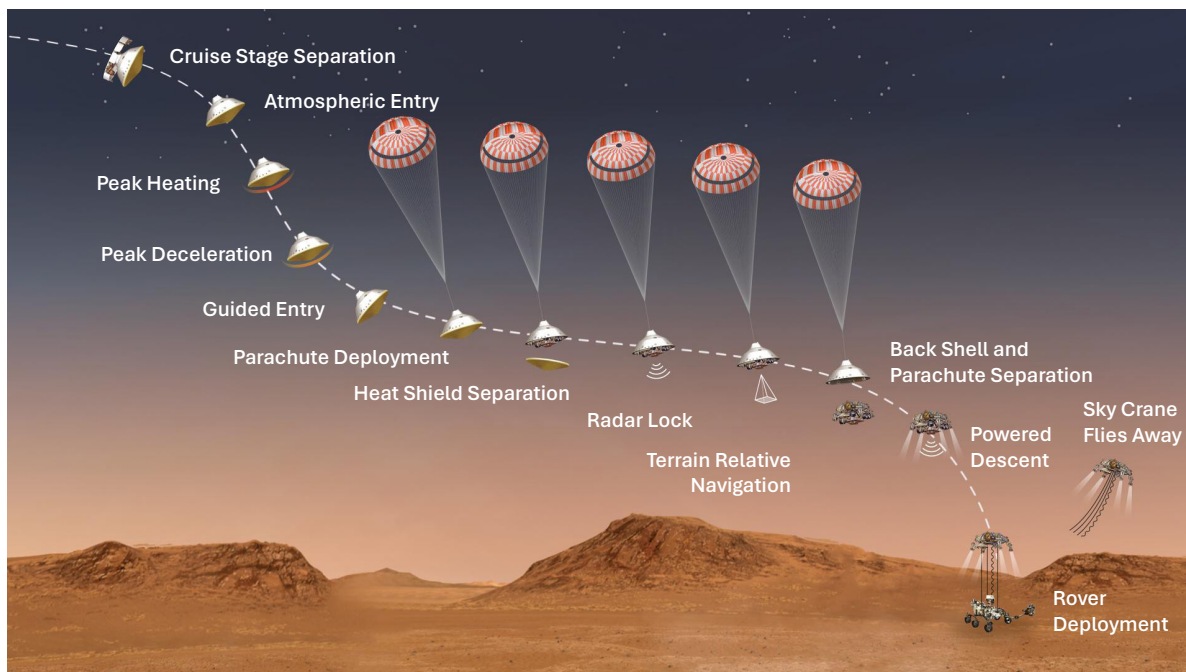 Cruise Stage Separation
Atmospheric Entry
Peak Heating
Peak Deceleration
Guided Entry
Parachute Deployment
Heat Shield Separation
Radar Lock
Terrain Relative
Navigation
Back Shell and
Parachute Separation
Powered
Descent
Sky Crane
Flies Away
Rover
Deployment